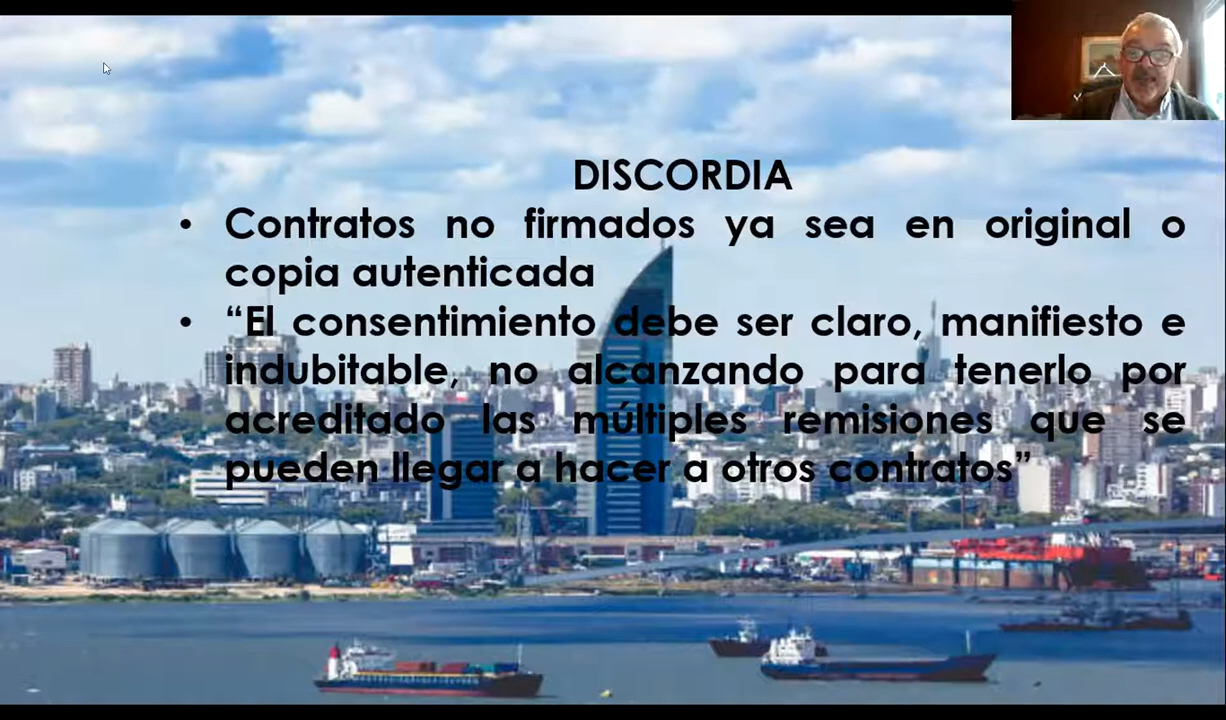 DISCORDIA
• Contratos no firmados ya sea en original o
copia autenticada
• “El consentimiento debe ser claro, manifiesto e
indubitable, no alcanzando para tenerlo por
acreditado las múltiples remisiones que se
pueden llegar a hacer a otros contratos”